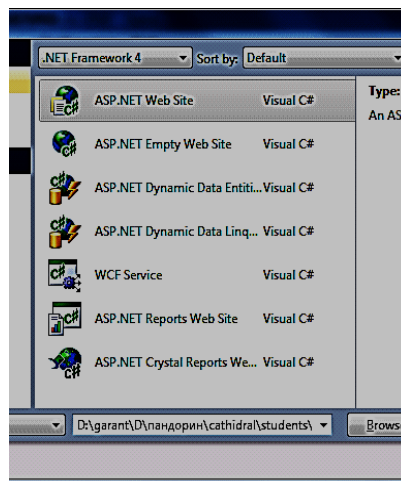 .NET Framework 4 Sort by: Default
ASP.NET Web Site Visual C#
Type:
An AS
ASP.NET Empty Web Site Visual C#
ASP.NET Dynamic Data Entiti... Visual C#
ASP.NET Dynamic Data Linq... Visual C#
WCF Service Visual C#
ASP.NET Reports Web Site Visual C#
ASP.NET Crystal Reports We... Visual C#
D:\garant\D\пандорин\cathidral\students\ Brows